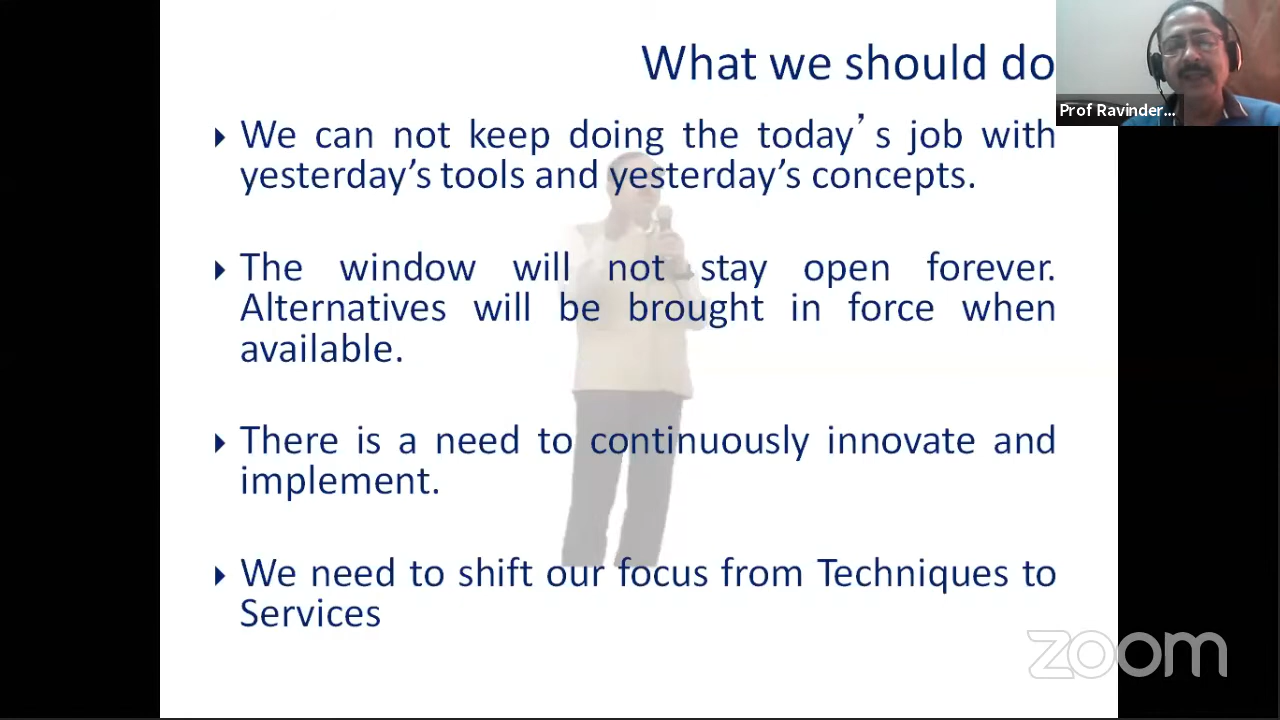 What we should do
Prof Ravinder...
We can not keep doing the today’s job with
yesterday’s tools and yesterday’s concepts.
The window will not stay open forever.
Alternatives will be brought in force when
available.
There is a need to continuously innovate and
implement.
We need to shift our focus from Techniques to
Services
zoom